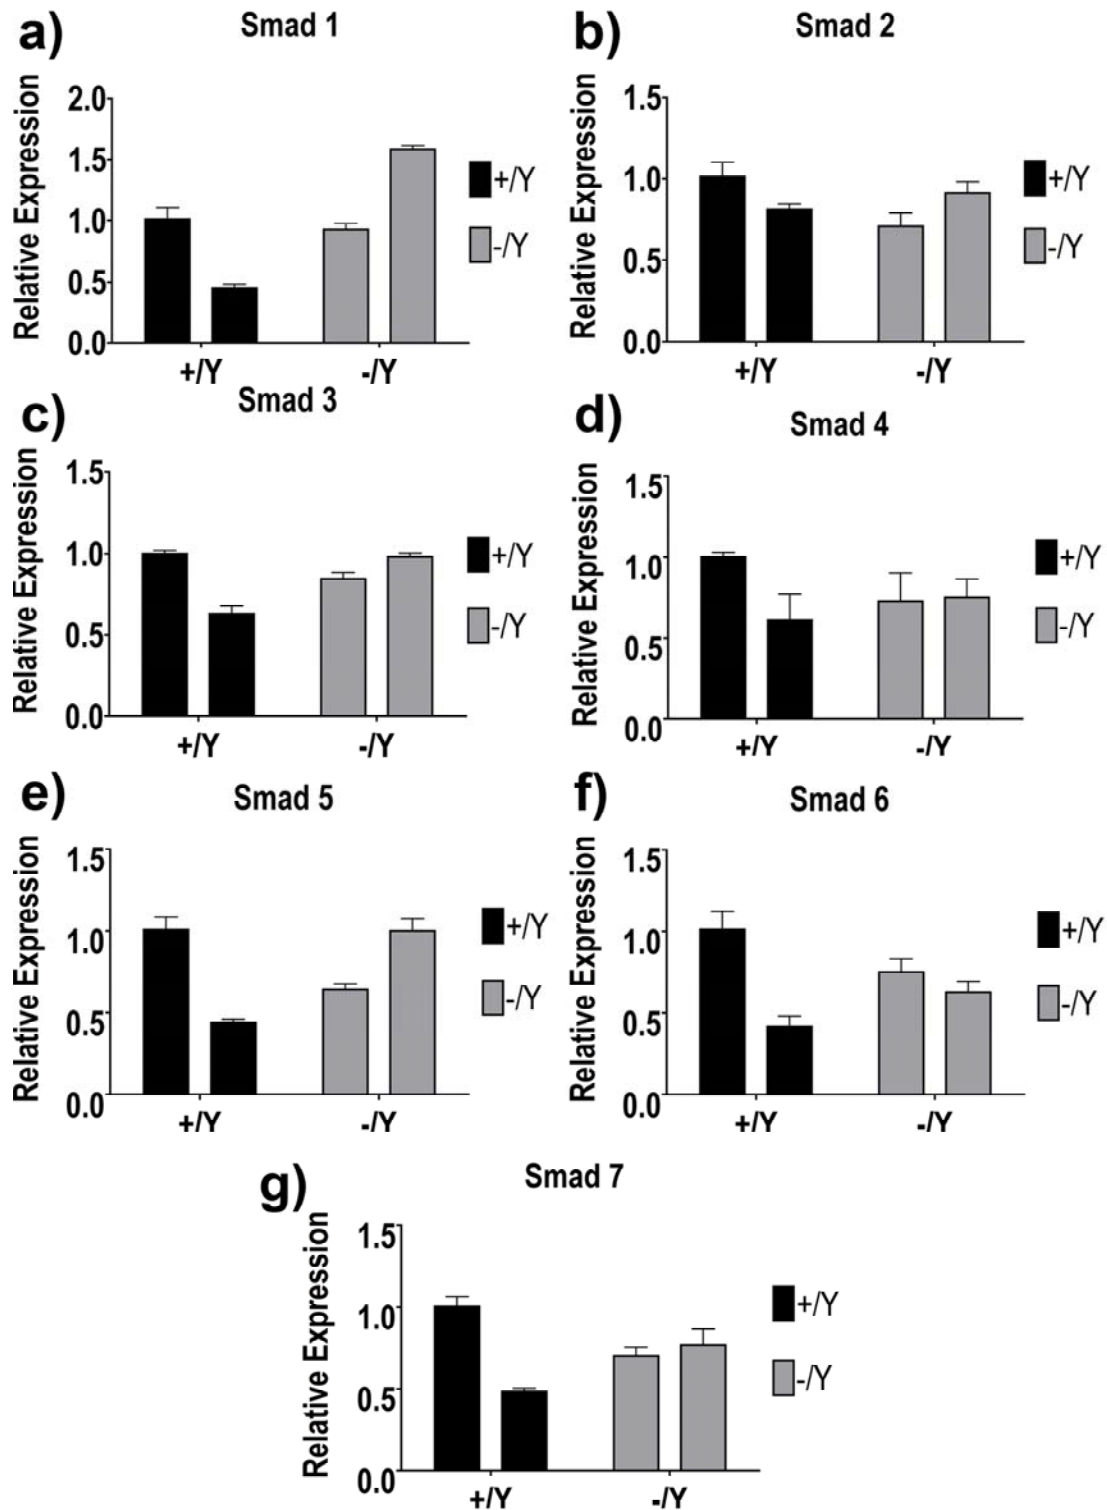 a)
Smad 1
Relative Expression
2.0
1.5
1.0
0.5
0.0
+/Y
-/Y
+/Y
-/Y
b)
Smad 2
Relative Expression
1.5
1.0
0.5
0.0
+/Y
-/Y
+/Y
-/Y
c)
Smad 3
Relative Expression
1.5
1.0
0.5
0.0
+/Y
-/Y
+/Y
-/Y
d)
Smad 4
Relative Expression
1.5
1.0
0.5
0.0
+/Y
-/Y
+/Y
-/Y
e)
Smad 5
Relative Expression
1.5
1.0
0.5
0.0
+/Y
-/Y
+/Y
-/Y
f)
Smad 6
Relative Expression
1.5
1.0
0.5
0.0
+/Y
-/Y
+/Y
-/Y
g)
Smad 7
Relative Expression
1.5
1.0
0.5
0.0
+/Y
-/Y
+/Y
-/Y